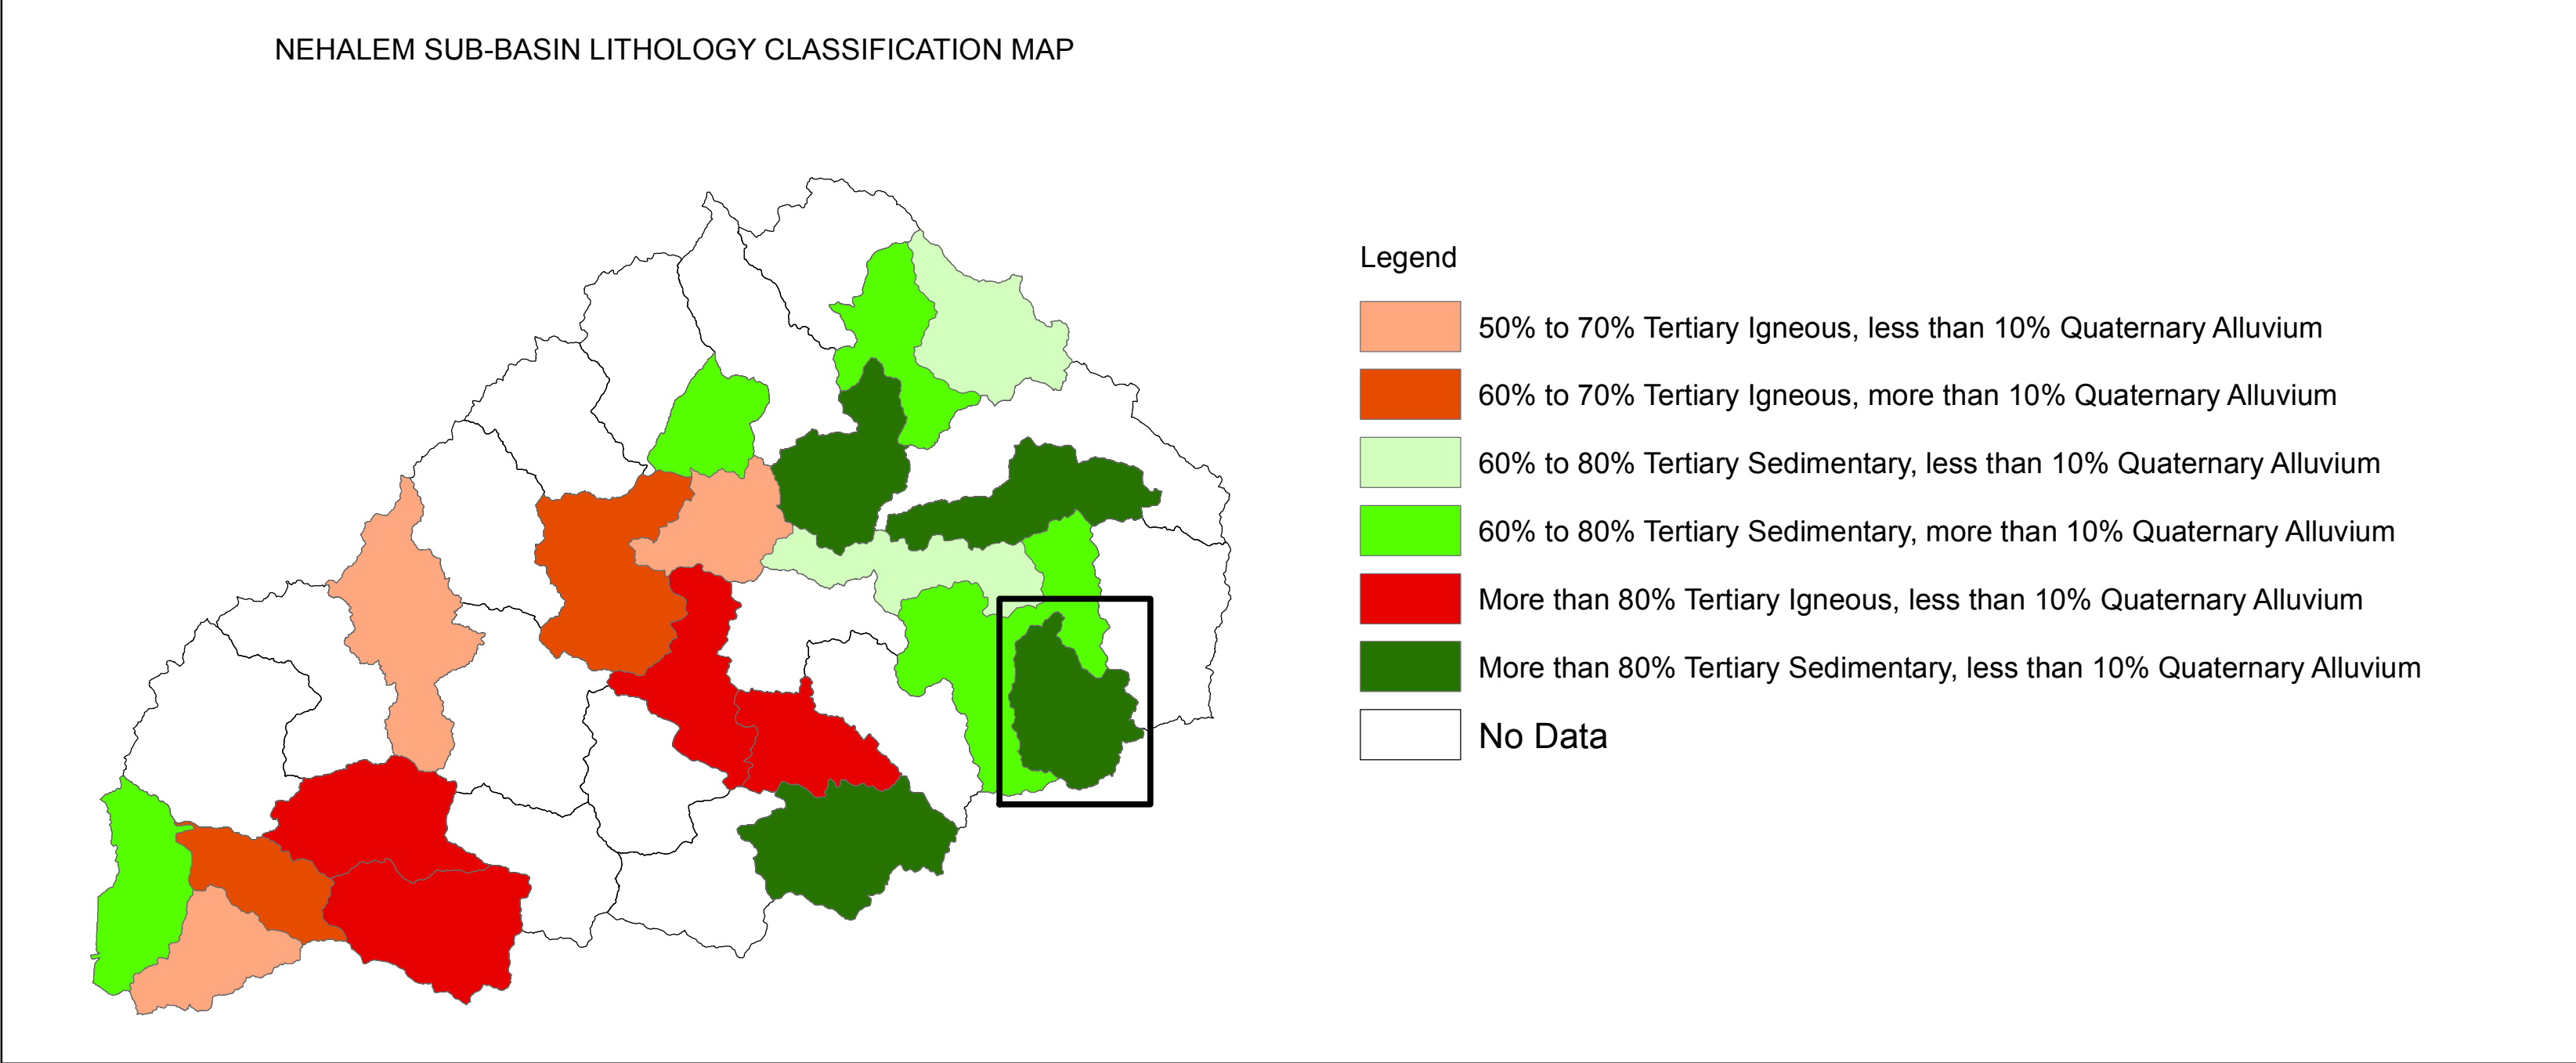 NEHALEM SUB-BASIN LITHOLOGY CLASSIFICATION MAP
Legend
50% to 70% Tertiary Igneous, less than 10% Quaternary Alluvium
60% to 70% Tertiary Igneous, more than 10% Quaternary Alluvium
60% to 80% Tertiary Sedimentary, less than 10% Quaternary Alluvium
60% to 80% Tertiary Sedimentary, more than 10% Quaternary Alluvium
More than 80% Tertiary Igneous, less than 10% Quaternary Alluvium
More than 80% Tertiary Sedimentary, less than 10% Quaternary Alluvium
No Data